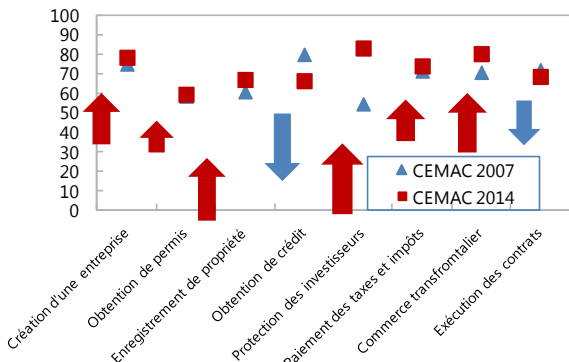 100
90
80
70
60
50
40
30
20
10
0
CEMAC 2007
CEMAC 2014
Création d'une entreprise
Obtention de permis
Enregistrement de propriété
Obtention de crédit
Protection des investisseurs
Paiement des taxes et impôts
Commerce transfromtalier
Exécution des contrats